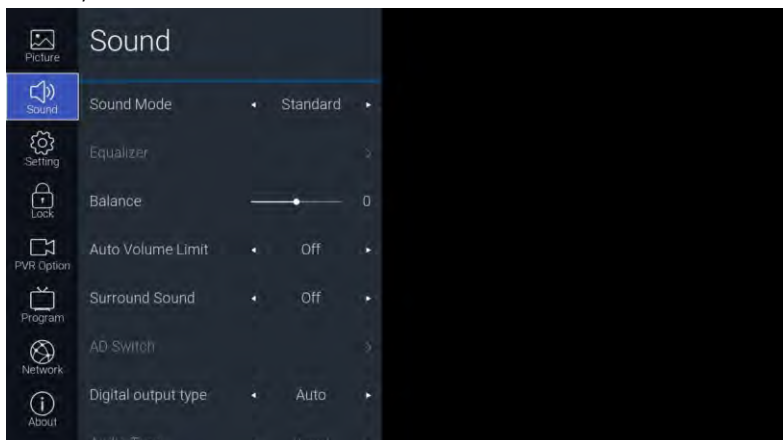 Picture
Sound
Setting
Lock
PVR Option
Program
Network
About
Sound
Sound Mode Standard
Equalizer
Balance 0
Auto Volume Limit Off
Surround Sound Off
AD Switch
Digital output type Auto